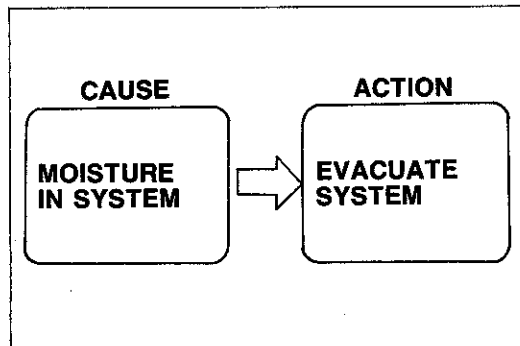 CAUSE
ACTION
MOISTURE
IN SYSTEM
EVACUATE
SYSTEM